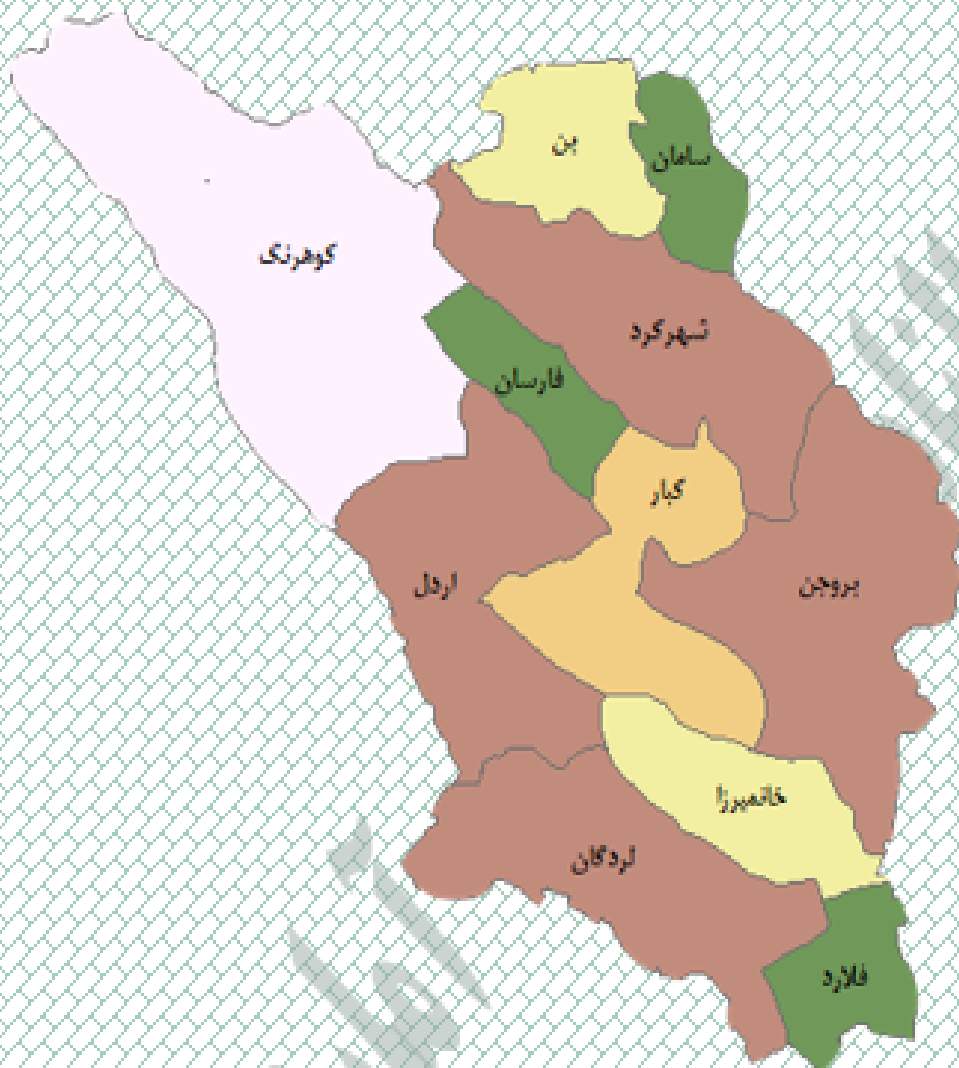 بن
سامان
کوهرنگ
شهرکرد
فارسان
کیار
اردل
بروجن
خانمیرزا
لردگان
فلارد